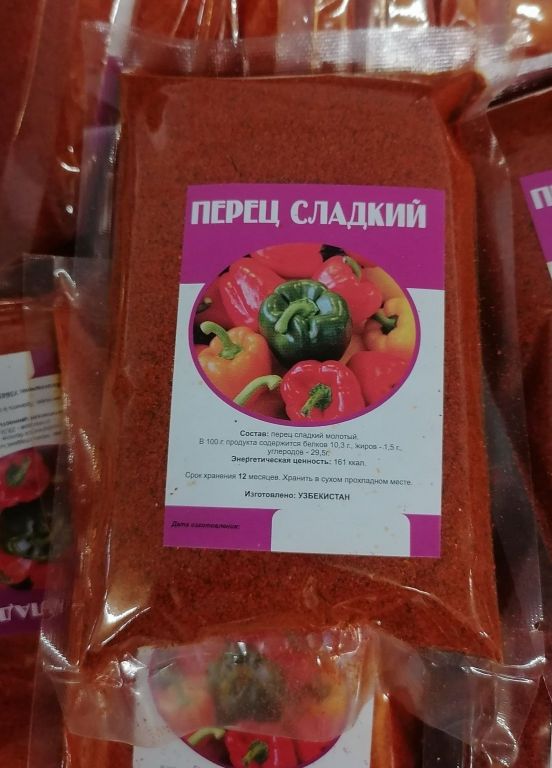 ПЕРЕЦ СЛАДКИЙ
Состав: перец сладкий молотый.
В 100 г. продукта содержится белков 10,3 г., жиров - 1,5 г.,
углеродов - 29,5г.
Энергетическая ценность: 161 ккал.
Срок хранения 12 месяцев. Хранить в сухом прохладном месте.
Изготовлено: УЗБЕКИСТАН
Дата изготовления: